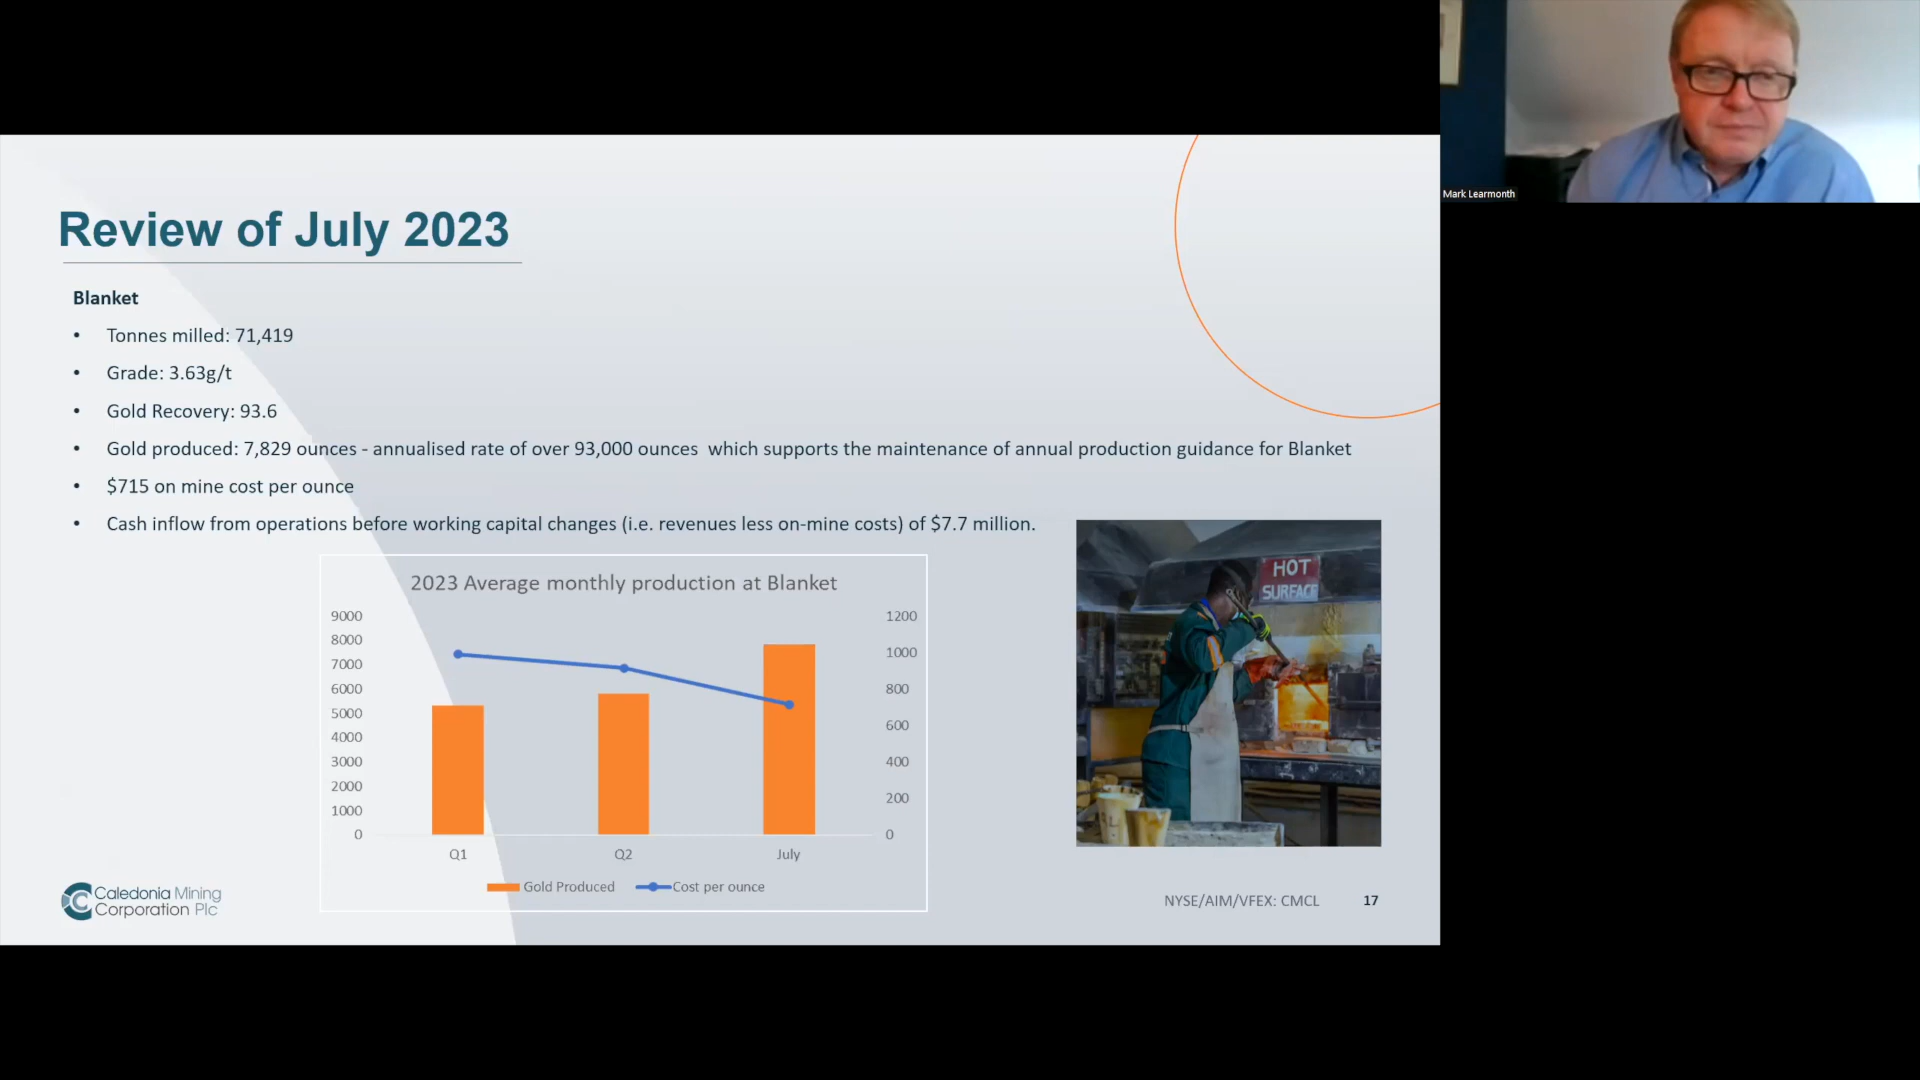 Mark Learmonth
Review of July 2023
Blanket
• Tonnes milled: 71,419
• Grade: 3.63g/t
• Gold Recovery: 93.6
• Gold produced: 7,829 ounces - annualised rate of over 93,000 ounces  which supports the maintenance of annual production guidance for Blanket
• $715 on mine cost per ounce
• Cash inflow from operations before working capital changes (i.e. revenues less on-mine costs) of $7.7 million.
2023 Average monthly production at Blanket
9000
8000
7000
6000
5000
4000
3000
2000
1000
0
1200
1000
800
600
400
200
0
Q1 Q2 July
Gold Produced Cost per ounce
HOT
SURFACE
Caledonia Mining
Corporation Plc
NYSE/AIM/VFEX: CMCL 17